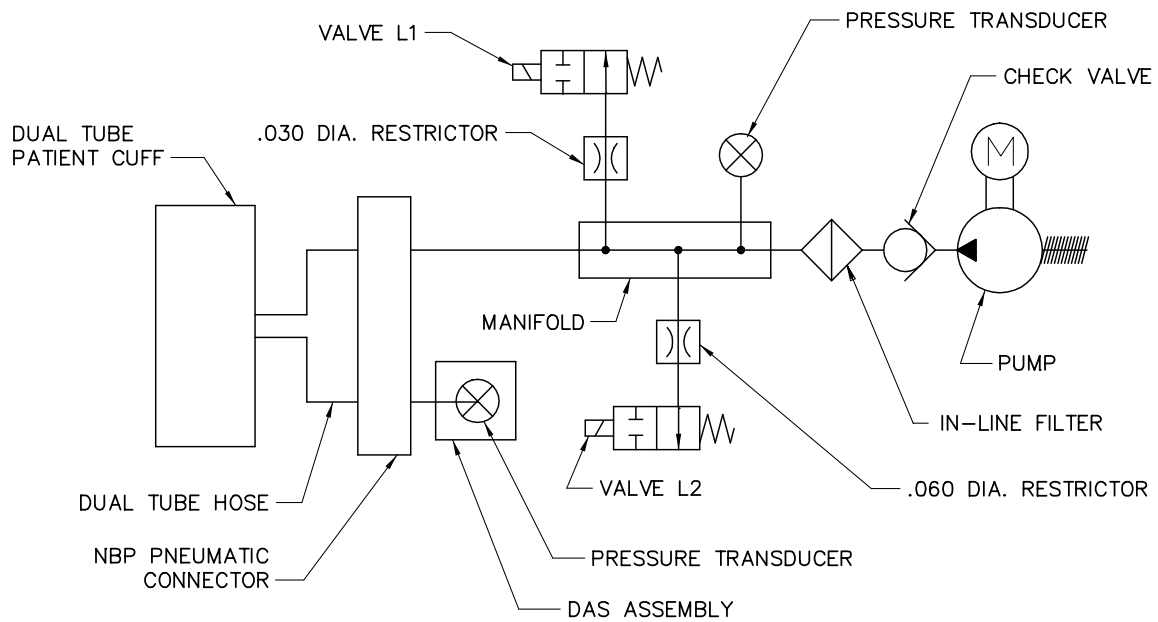 VALVE L1
PRESSURE TRANSDUCER
CHECK VALVE
DUAL TUBE
PATIENT CUFF
.030 DIA. RESTRICTOR
M
MANIFOLD
PUMP
IN-LINE FILTER
VALVE L2
.060 DIA. RESTRICTOR
DUAL TUBE HOSE
NBP PNEUMATIC
CONNECTOR
PRESSURE TRANSDUCER
DAS ASSEMBLY